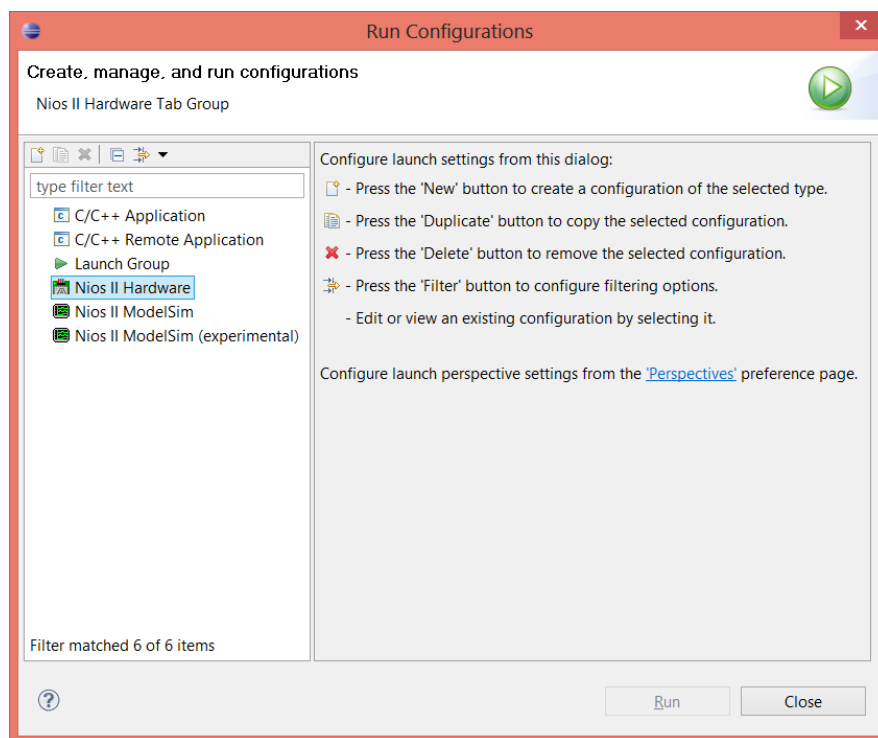 Run Configurations
Create, manage, and run configurations
Nios II Hardware Tab Group
type filter text
C/C++ Application
C/C++ Remote Application
Launch Group
Nios II Hardware
Nios II ModelSim
Nios II ModelSim (experimental)
Filter matched 6 of 6 items
Configure launch settings from this dialog:
- Press the 'New' button to create a configuration of the selected type.
- Press the 'Duplicate' button to copy the selected configuration.
- Press the 'Delete' button to remove the selected configuration.
- Press the 'Filter' button to configure filtering options.
- Edit or view an existing configuration by selecting it.
Configure launch perspective settings from the 'Perspectives' preference page.
Run
Close